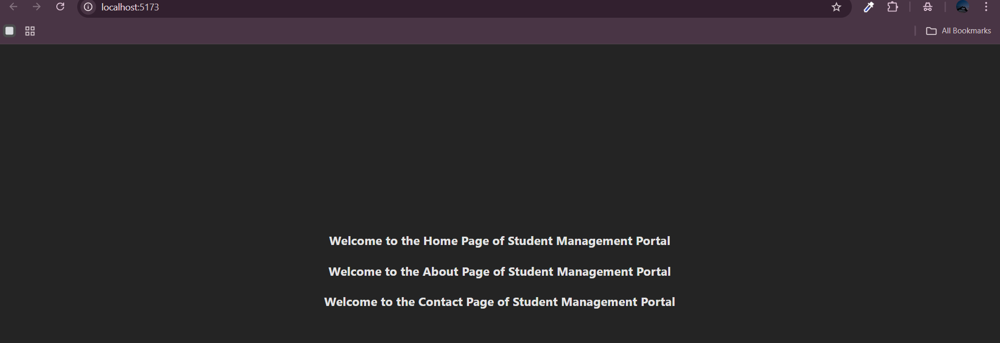 localhost:5173
All Bookmarks
Welcome to the Home Page of Student Management Portal
Welcome to the About Page of Student Management Portal
Welcome to the Contact Page of Student Management Portal